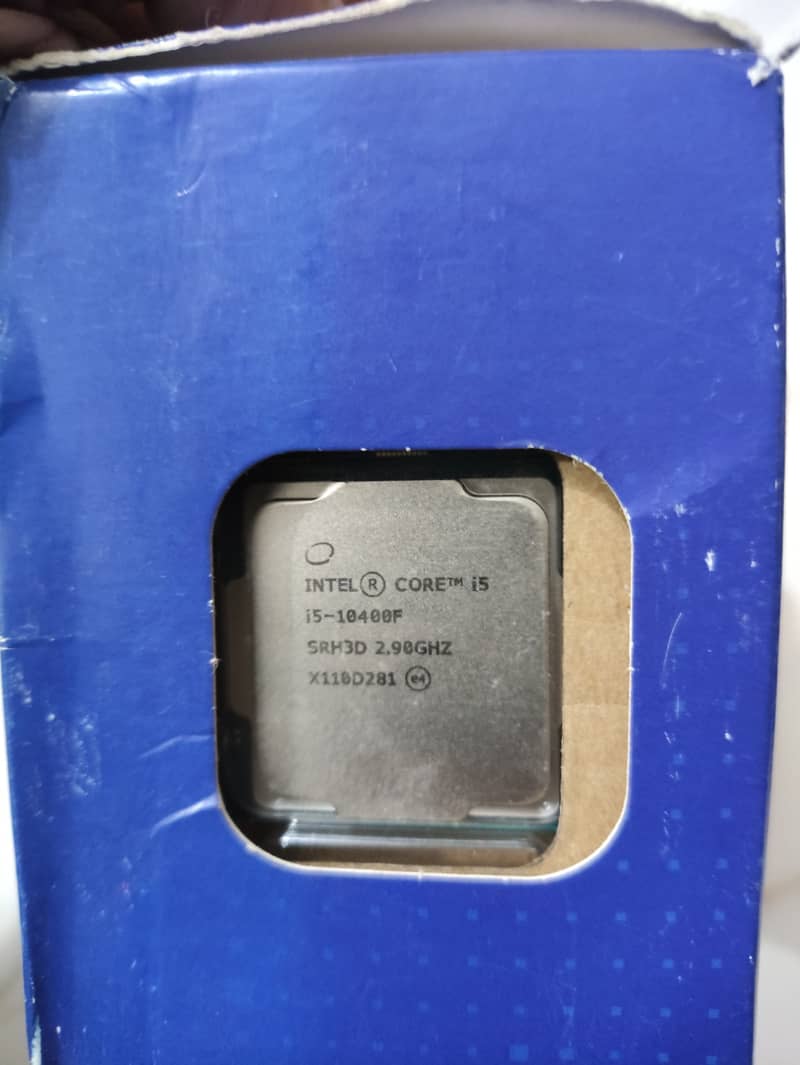 INTEL® CORE™ i5
i5-10400F
SRH3D 2.90GHZ
X110D281 e4